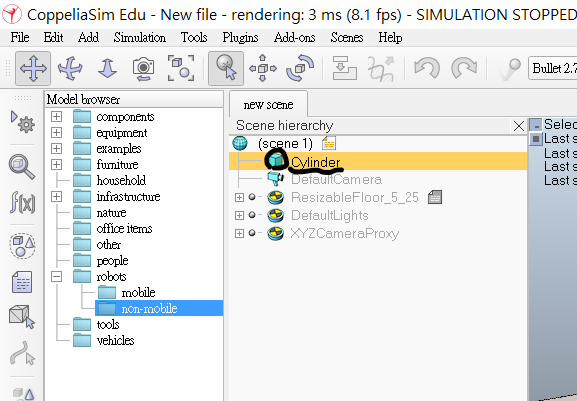 CoppeliaSim Edu - New file - rendering: 3 ms (8.1 fps) - SIMULATION STOPPED
File Edit Add Simulation Tools Plugins Add-ons Scenes Help
Bullet 2.7
Model browser
components
equipment
examples
furniture
household
infrastructure
nature
office items
other
people
robots
mobile
non-mobile
tools
vehicles
new scene
Scene hierarchy
(scene 1)
Cylinder
DefaultCamera
ResizableFloor_5_25
DefaultLights
XYZCameraProxy
Selec
Last s
Last s
Last s
Last s
f(x)